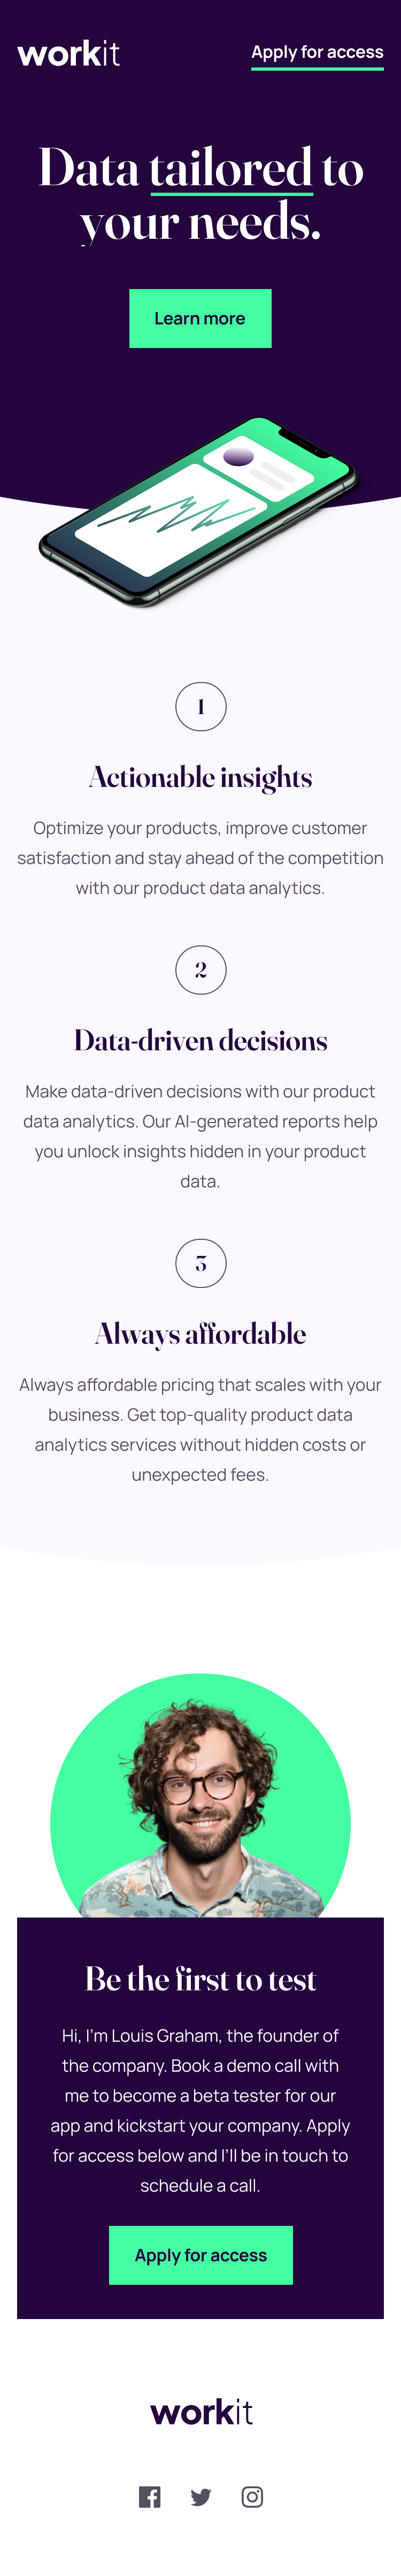 workit
Apply for access
Data tailored to
your needs.
Learn more
1
Actionable insights
Optimize your products, improve customer
satisfaction and stay ahead of the competition
with our product data analytics.
2
Data-driven decisions
Make data-driven decisions with our product
data analytics. Our AI-generated reports help
you unlock insights hidden in your product
data.
3
Always affordable
Always affordable pricing that scales with your
business. Get top-quality product data
analytics services without hidden costs or
unexpected fees.
Be the first to test
Hi, I'm Louis Graham, the founder of
the company. Book a demo call with
me to become a beta tester for our
app and kickstart your company. Apply
for access below and I'll be in touch to
schedule a call.
Apply for access
workit